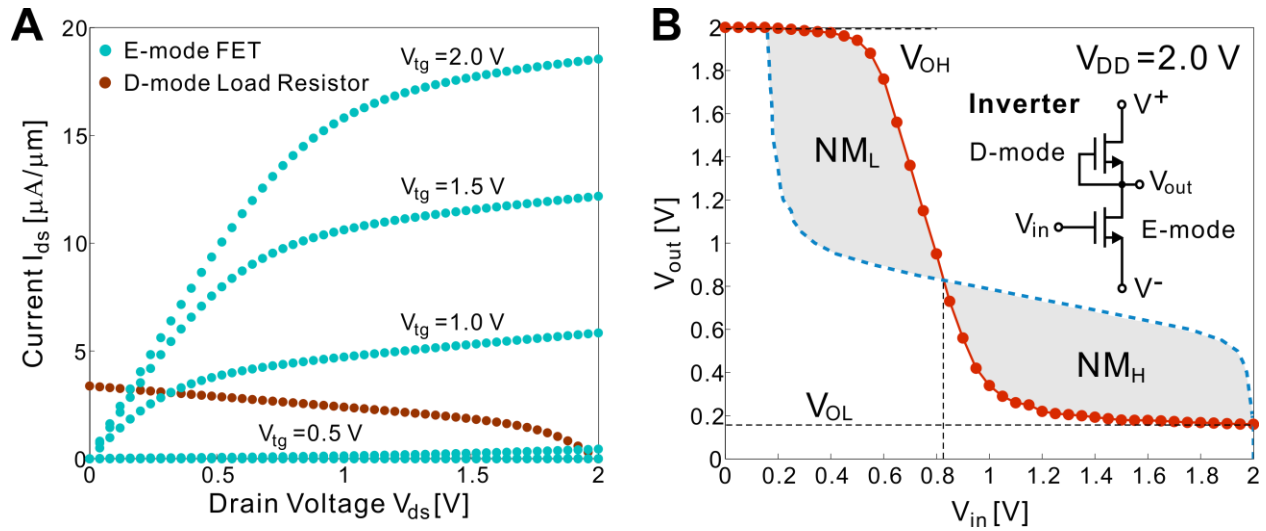 A
Current I_ds [μA/μm]
20
15
10
5
0
E-mode FET
D-mode Load Resistor
V_tg=2.0 V
V_tg=1.5 V
V_tg=1.0 V
V_tg=0.5 V
0 0.5 1 1.5 2
Drain Voltage V_ds [V]
B
V_out [V]
2
1.8
1.6
1.4
1.2
1
0.8
0.6
0.4
0.2
0
V_OH
V_DD=2.0 V
Inverter
V+
D-mode
V_out
V_in
E-mode
V-
NM_L
NM_H
V_OL
0 0.2 0.4 0.6 0.8 1 1.2 1.4 1.6 1.8 2
V_in [V]